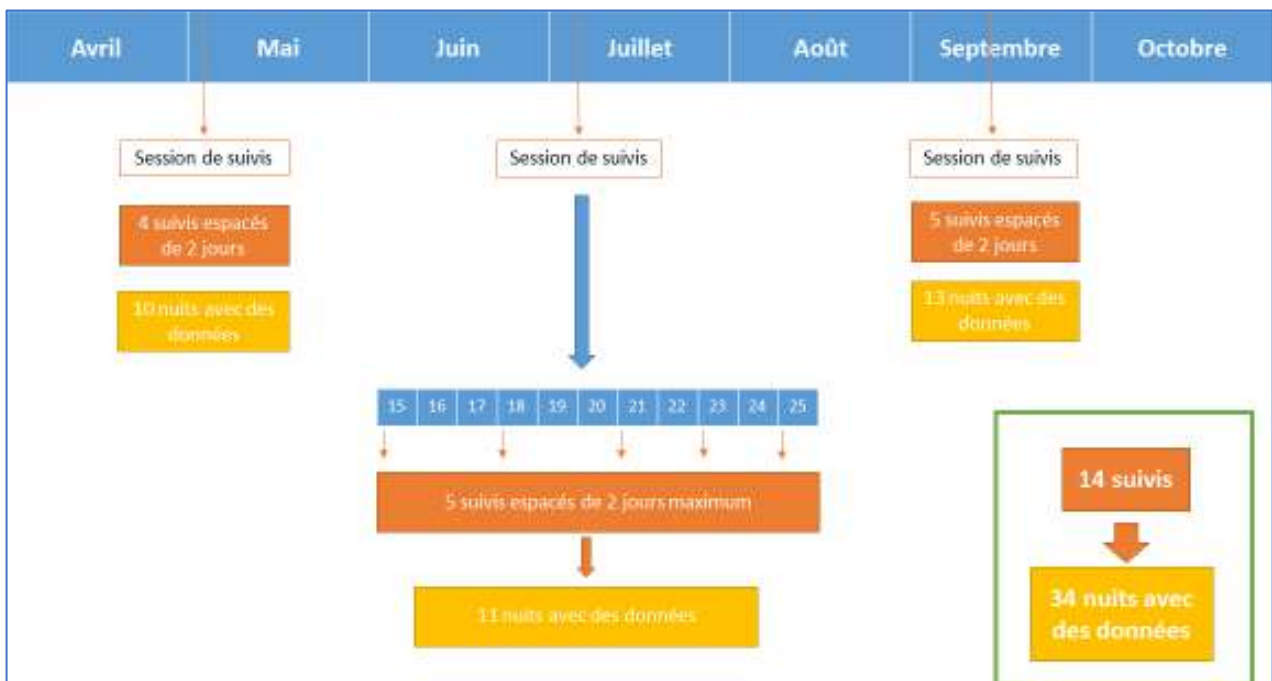 Avril Mai Juin Juillet Août Septembre Octobre
Session de suivis Session de suivis Session de suivis
4 suivis espacés
de 2 jours
5 suivis espacés
de 2 jours
10 nuits avec des
données
13 nuits avec des
données
15 16 17 18 19 20 21 22 23 24 25
5 suivis espacés de 2 jours maximum
11 nuits avec des données
14 suivis
34 nuits avec
des données